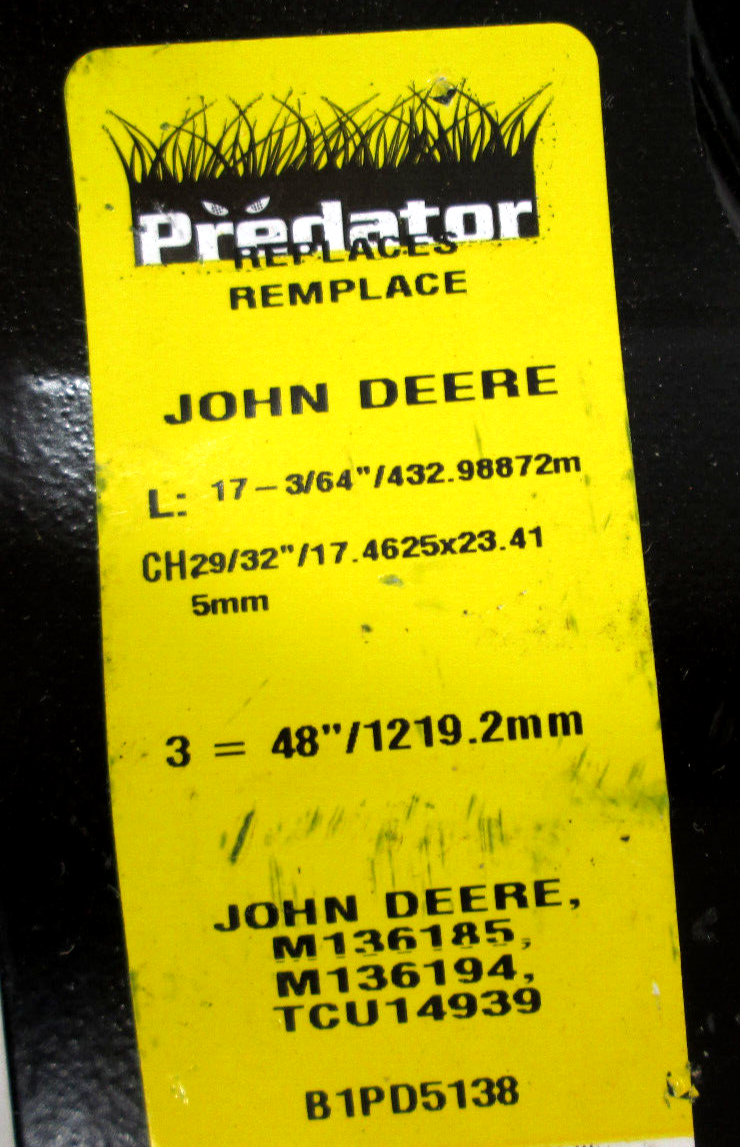 Predator
REPLACES
REMPLACE
JOHN DEERE
L: 17-3/64"/432.98872m
CH29/32"/17.4625x23.41
5mm
3 = 48"/1219.2mm
JOHN DEERE,
M136185,
M136194,
TCU14939
B1PD5138